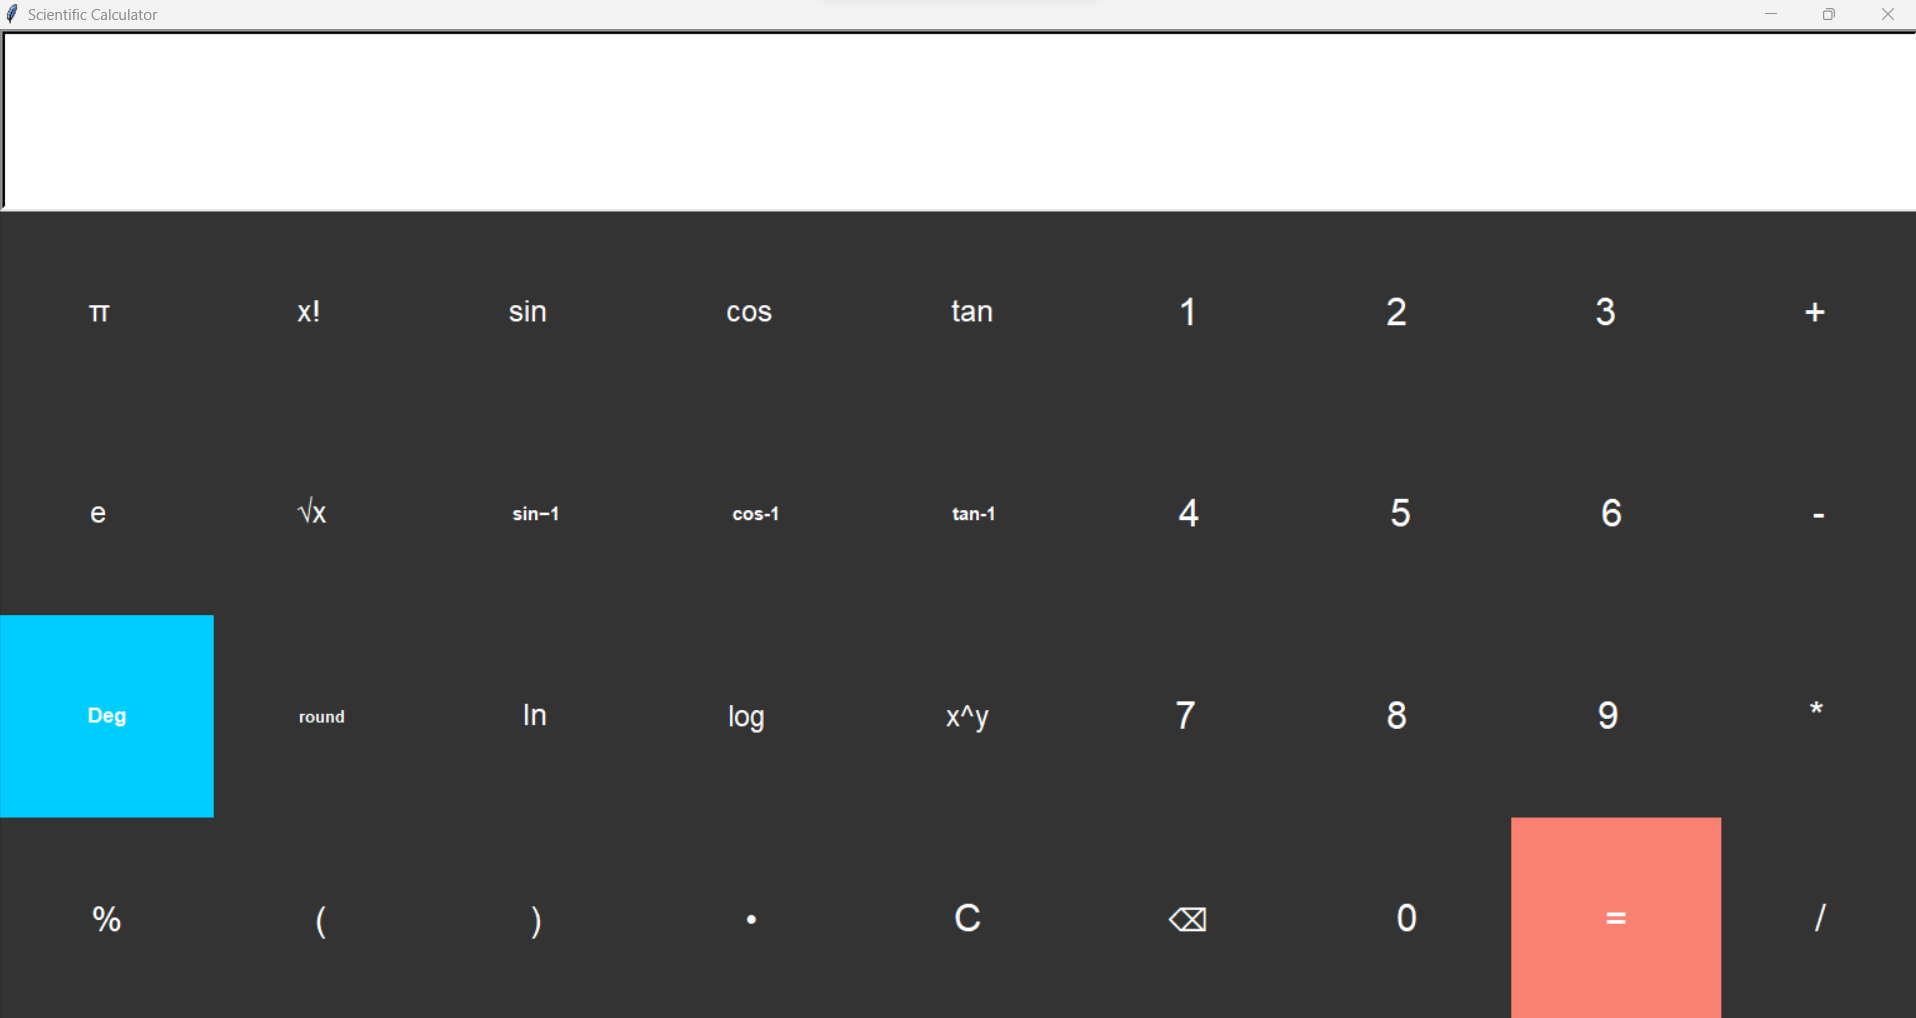 Scientific Calculator
π x! sin cos tan 1 2 3 +
e √x sin−1 cos-1 tan-1 4 5 6 -
Deg round ln log x^y 7 8 9 *
% ( ) • C ⌫ 0 = /